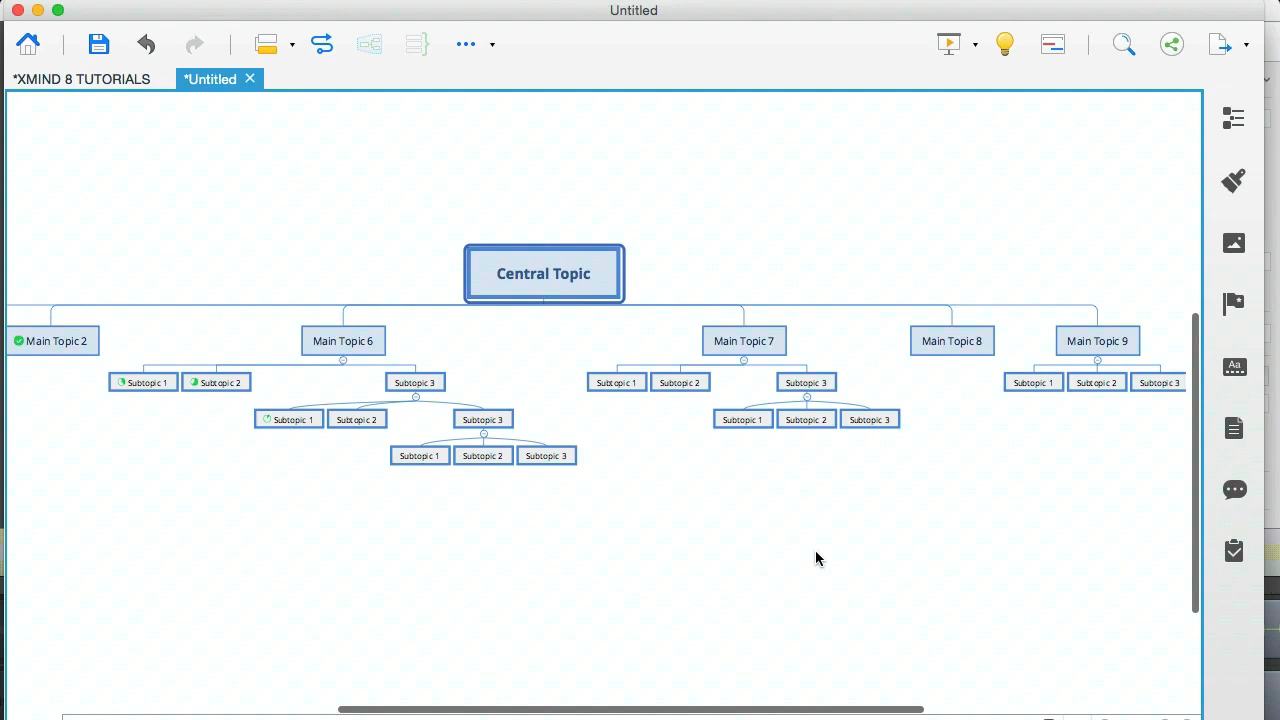 Untitled
*XMIND 8 TUTORIALS
*Untitled
Central Topic
Main Topic 2
Main Topic 6
Main Topic 7
Main Topic 8
Main Topic 9
Subtopic 1
Subtopic 2
Subtopic 3
Subtopic 1
Subtopic 2
Subtopic 3
Subtopic 1
Subtopic 2
Subtopic 3
Subtopic 1
Subtopic 2
Subtopic 3
Subtopic 1
Subtopic 2
Subtopic 3
Subtopic 1
Subtopic 2
Subtopic 3
Aa